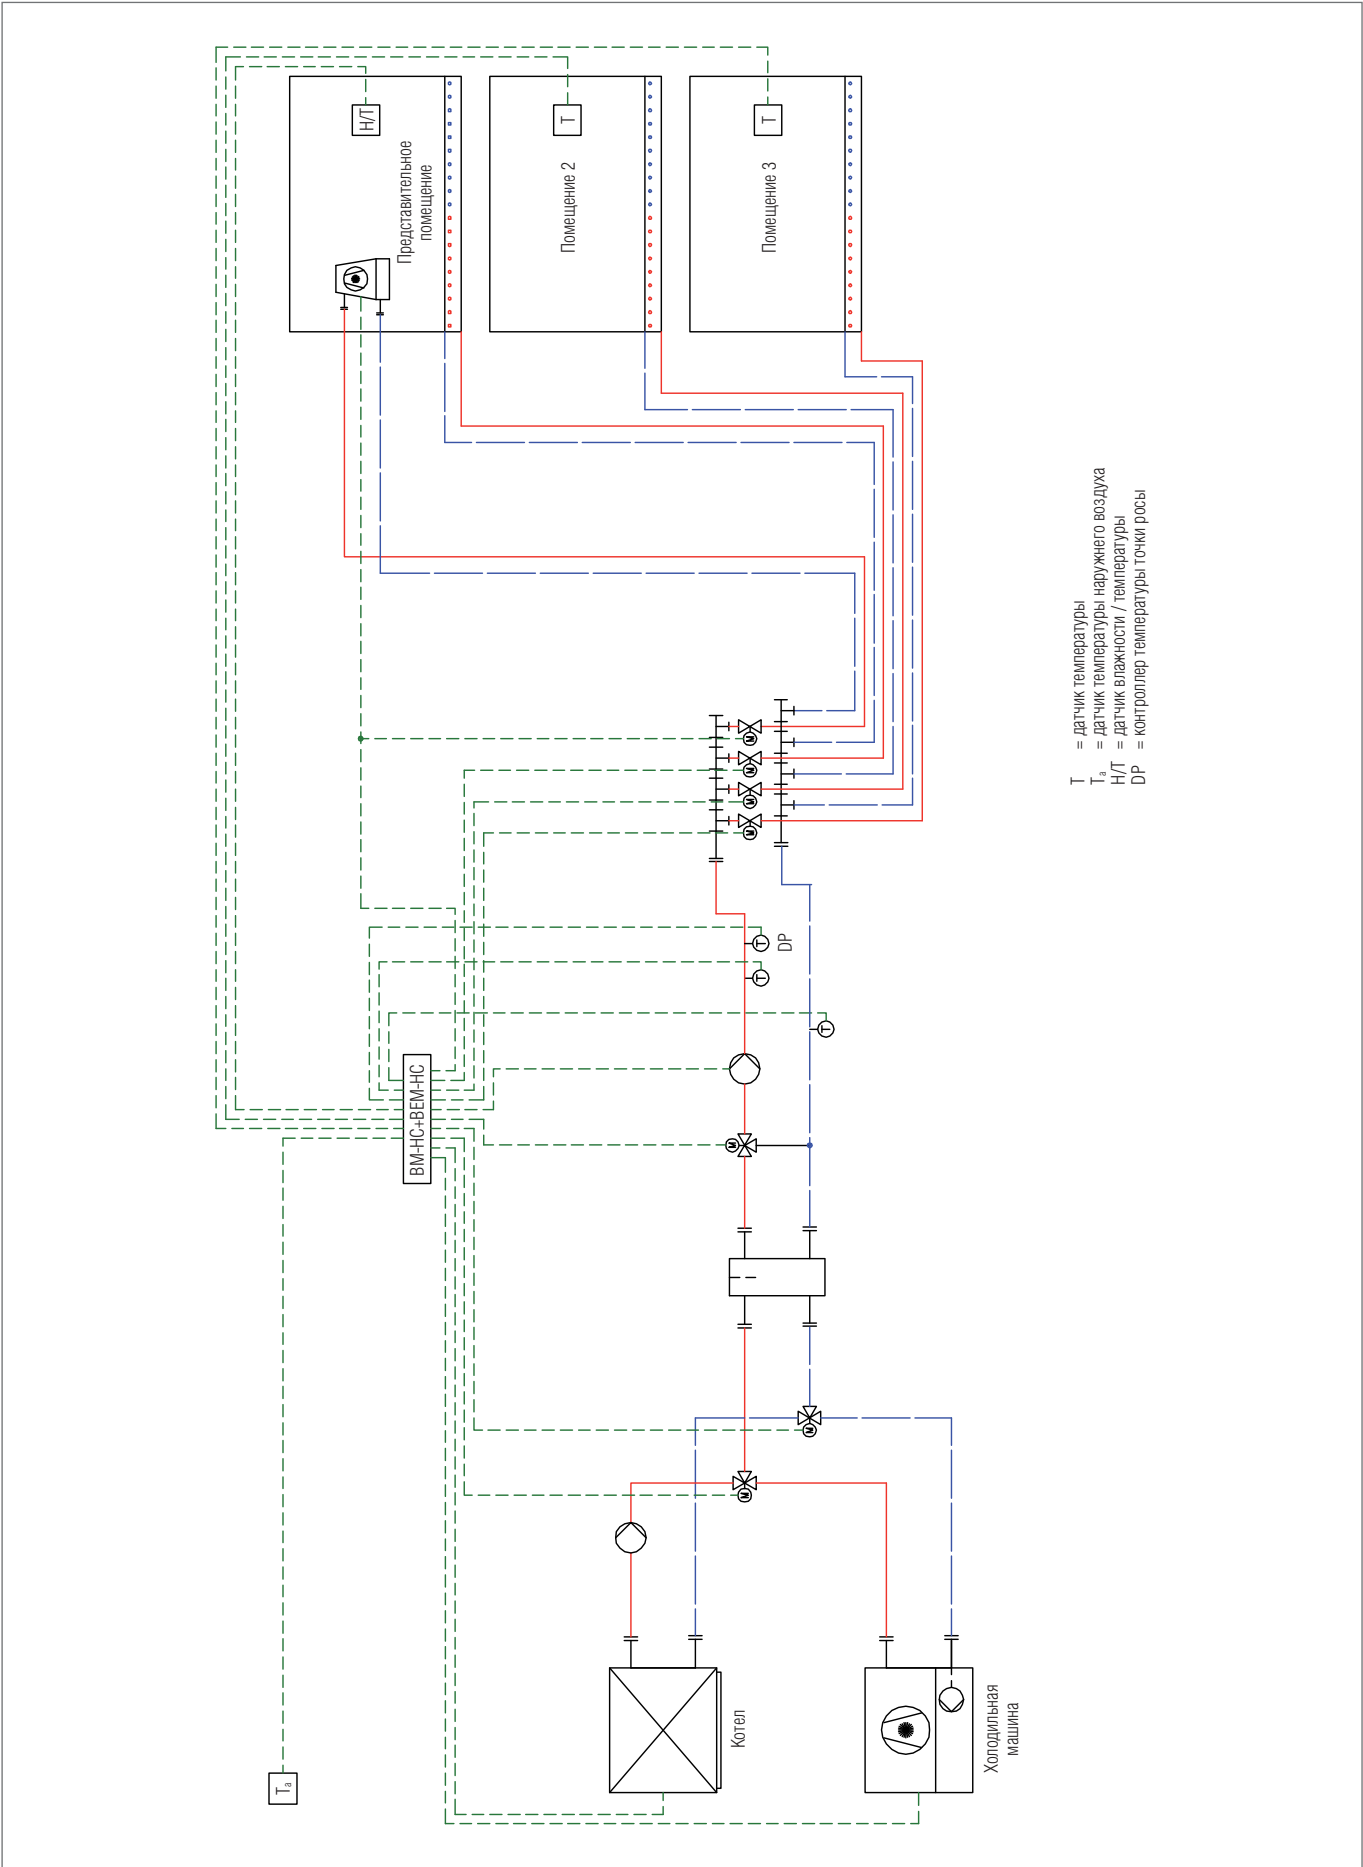 H/T
T
T
Представительное
помещение
Помещение 2
Помещение 3
M
M
M
M
T
DP
T
T
BM-HC+BEM-HC
M
M
M
Котел
Холодильная
машина
Ta
T = датчик температуры
Ta = датчик температуры наружнего воздуха
H/T = датчик влажности / температуры
DP = контроллер температуры точки росы